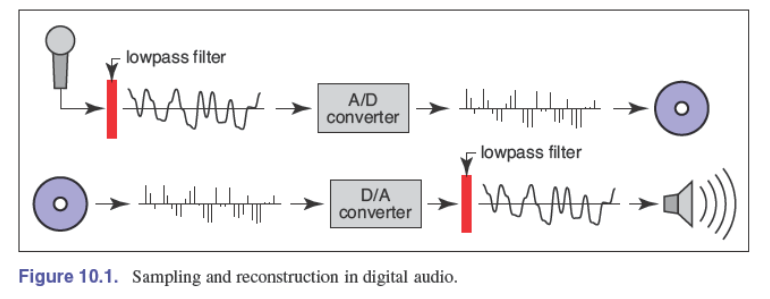 lowpass filter
A/D
converter
lowpass filter
D/A
converter
Figure 10.1. Sampling and reconstruction in digital audio.